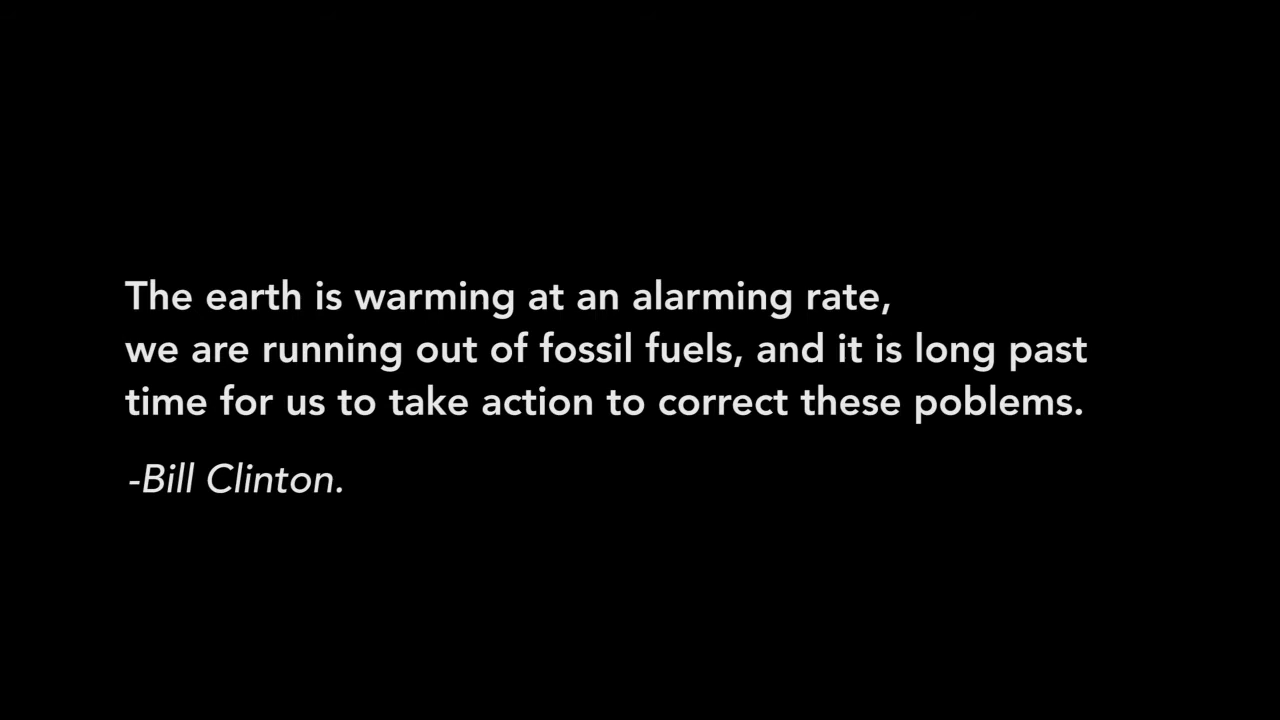 The earth is warming at an alarming rate,
we are running out of fossil fuels, and it is long past
time for us to take action to correct these poblems.
-Bill Clinton.